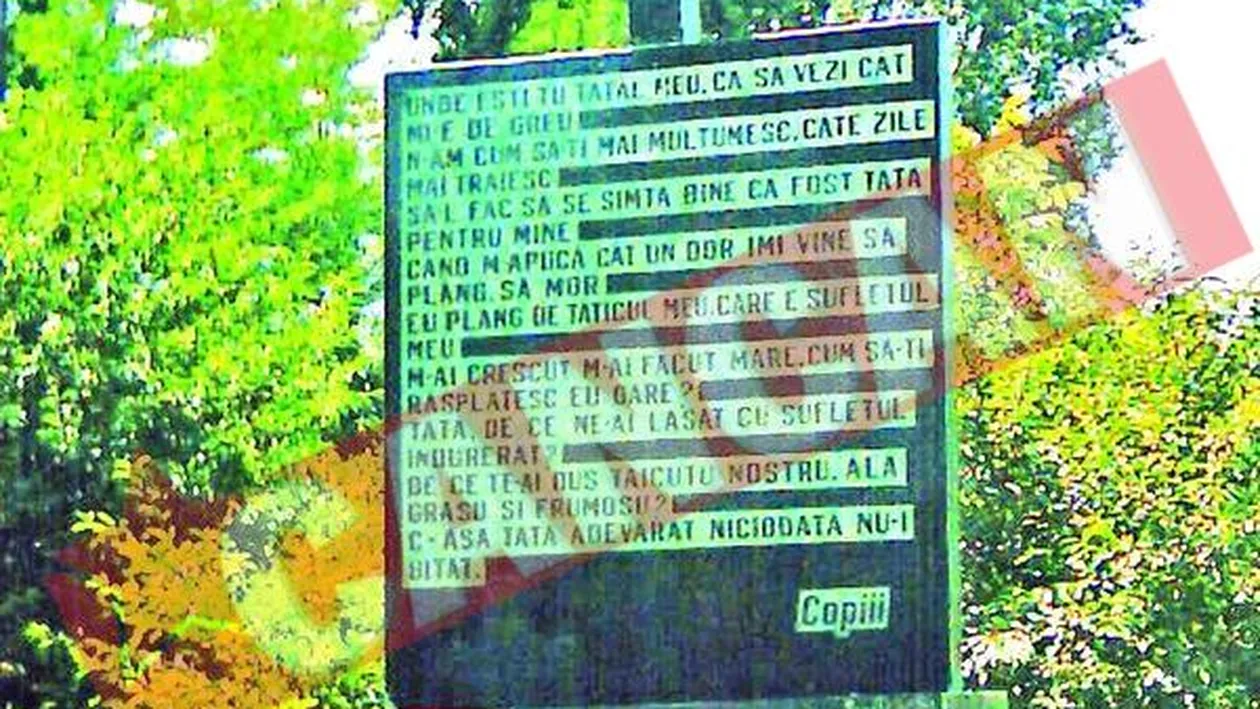 UNDE ESTI TU TATAL MEU, CA SA VEZI CAT
MI-E DE GREU
N-AM CUM SA-TI MAI MULTUMESC, CATE ZILE
MAI TRAIESC
SA-L FAC SA SE SIMTA BINE CA FOST TATA
PENTRU MINE
CAND M-APUCA CAT UN DOR IMI VINE SA
PLANG, SA MOR
EU PLANG DE TATICUL MEU, CARE E SUFLETUL
MEU
M-AI CRESCUT M-AI FACUT MARE, CUM SA-TI
RASPLATESC EU OARE?
TATA, DE CE NE-AI LASAT CU SUFLETUL
INDURERAT?
DE CE TE-AI DUS TAICUTU NOSTRU, ALA
GRASU SI FRUMOSU?
C-ASA TATA ADEVARAT NICIODATA NU-I
UITAT.
Copiii
CANCAN